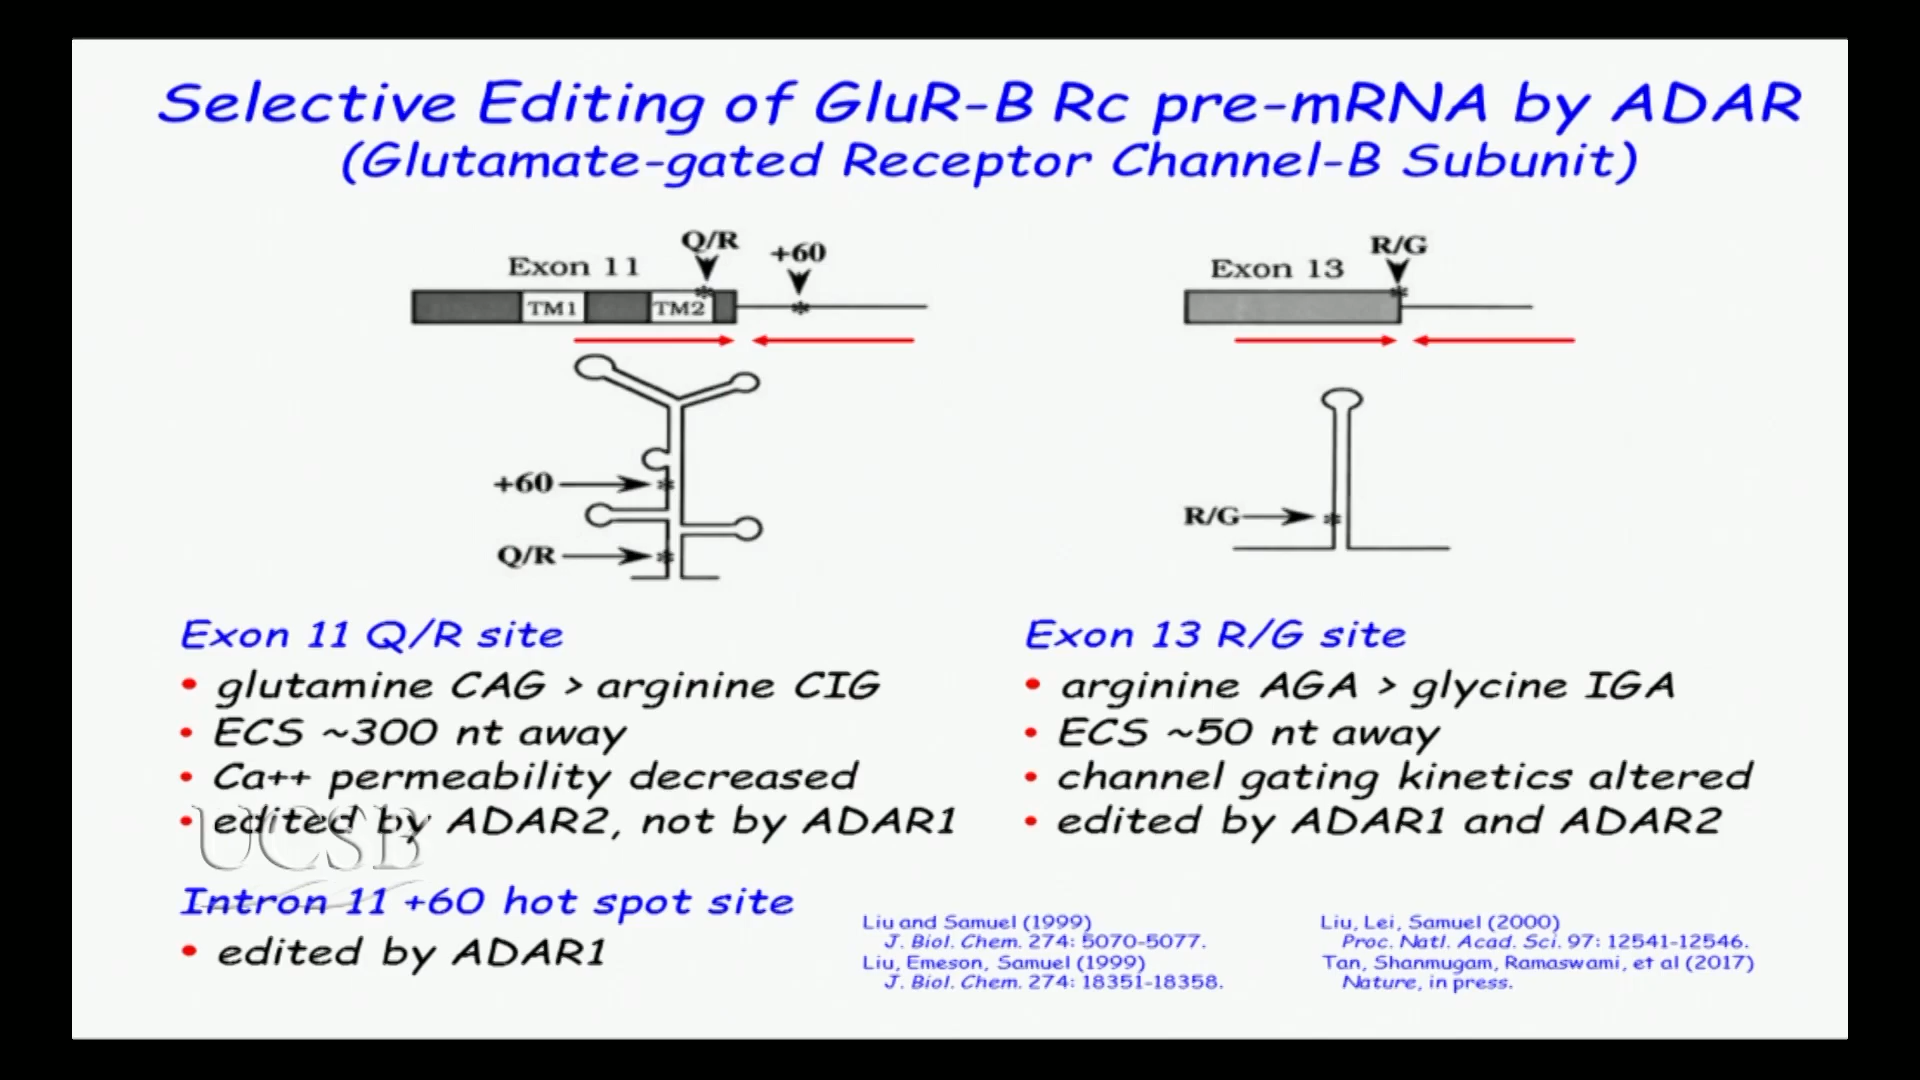 Selective Editing of GluR-B Rc pre-mRNA by ADAR
(Glutamate-gated Receptor Channel-B Subunit)
Q/R
+60
Exon 11
TM1
TM2
*
*
+60
*
Q/R
*
R/G
Exon 13
*
R/G
*
Exon 11 Q/R site
• glutamine CAG > arginine CIG
• ECS ~300 nt away
• Ca++ permeability decreased
• edited by ADAR2, not by ADAR1
UCSB
Intron 11 +60 hot spot site
• edited by ADAR1
Exon 13 R/G site
• arginine AGA > glycine IGA
• ECS ~50 nt away
• channel gating kinetics altered
• edited by ADAR1 and ADAR2
Liu and Samuel (1999)
J. Biol. Chem. 274: 5070-5077.
Liu, Emeson, Samuel (1999)
J. Biol. Chem. 274: 18351-18358.
Liu, Lei, Samuel (2000)
Proc. Natl. Acad. Sci. 97: 12541-12546.
Tan, Shanmugam, Ramaswami, et al (2017)
Nature, in press.